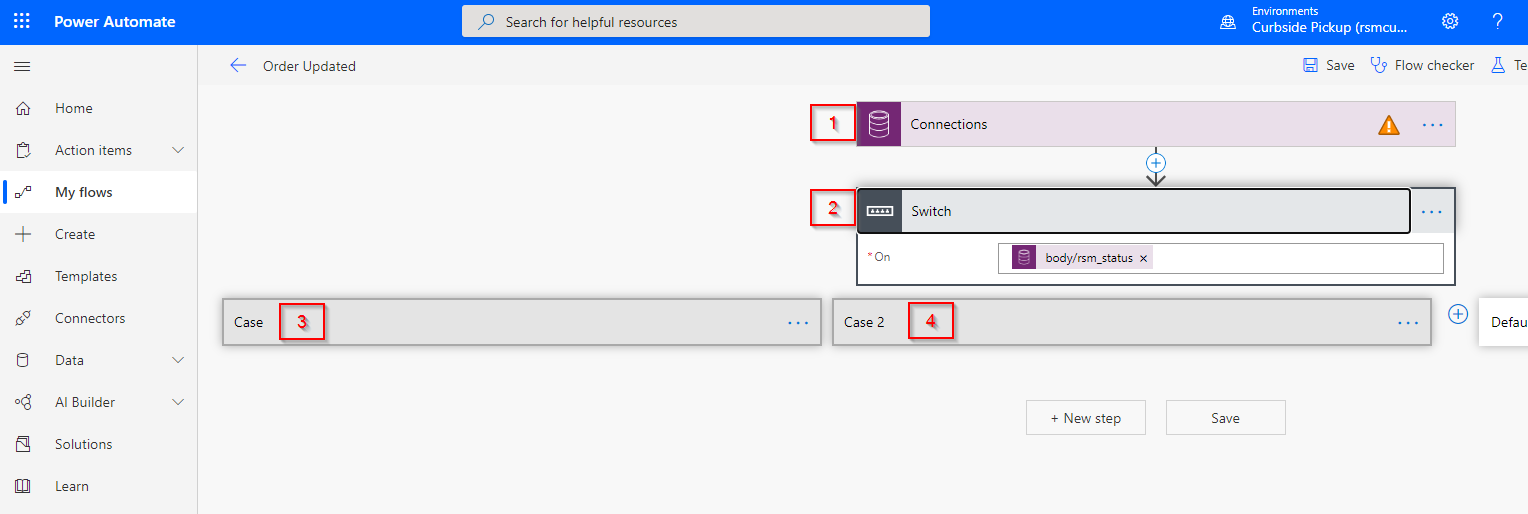 Power Automate
Search for helpful resources
Environments
Curbside Pickup (rsmcu...
?
Order Updated
Save
Flow checker
Te
Home
Action items
My flows
Create
Templates
Connectors
Data
AI Builder
Solutions
Learn
1
Connections
...
2
Switch
...
* On
body/rsm_status ×
Case
3
...
Case 2
4
...
Defau
+ New step
Save